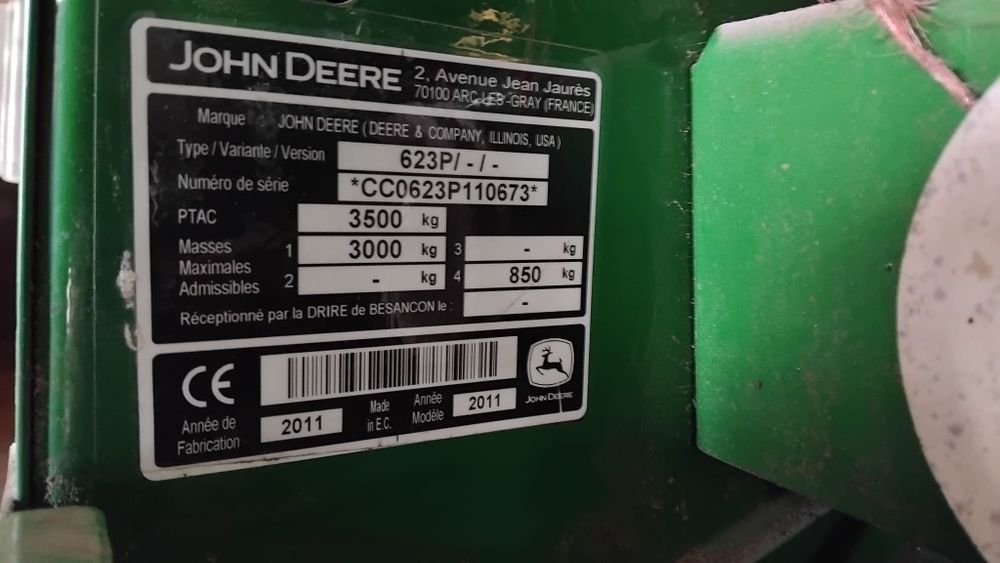 JOHN DEERE 2, Avenue Jean Jaurès
70100 ARC-LES-GRAY (FRANCE)
Marque JOHN DEERE ( DEERE & COMPANY, ILLINOIS, USA )
Type / Variante / Version 623P/ - / -
Numéro de série *CC0623P110673*
PTAC 3500 kg
Masses Maximales Admissibles
1 3000 kg 3 - kg
2 - kg 4 850 kg
Réceptionné par la DRIRE de BESANCON le : -
CE
JOHN DEERE
Année de Fabrication 2011 Made in E.C. Année Modèle 2011